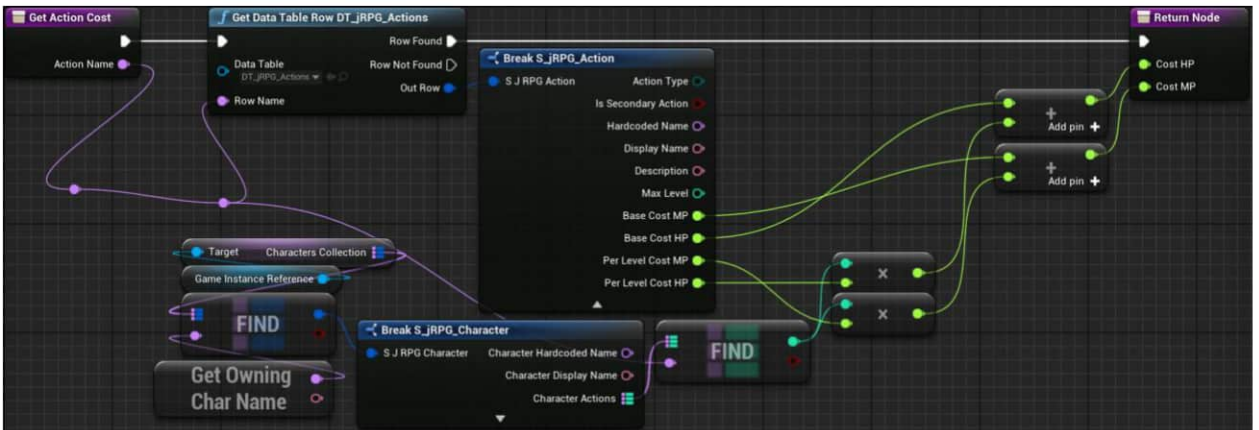 Get Action Cost
Action Name
Get Data Table Row DT_jRPG_Actions
Row Found
Data Table
DT_jRPG_Actions
Row Not Found
Out Row
Row Name
Break S_jRPG_Action
S J RPG Action
Action Type
Is Secondary Action
Hardcoded Name
Display Name
Description
Max Level
Base Cost MP
Base Cost HP
Per Level Cost MP
Per Level Cost HP
Return Node
Cost HP
Cost MP
+
Add pin +
+
Add pin +
×
×
Target Characters Collection
Game Instance Reference
FIND
Get Owning
Char Name
Break S_jRPG_Character
S J RPG Character
Character Hardcoded Name
Character Display Name
Character Actions
FIND